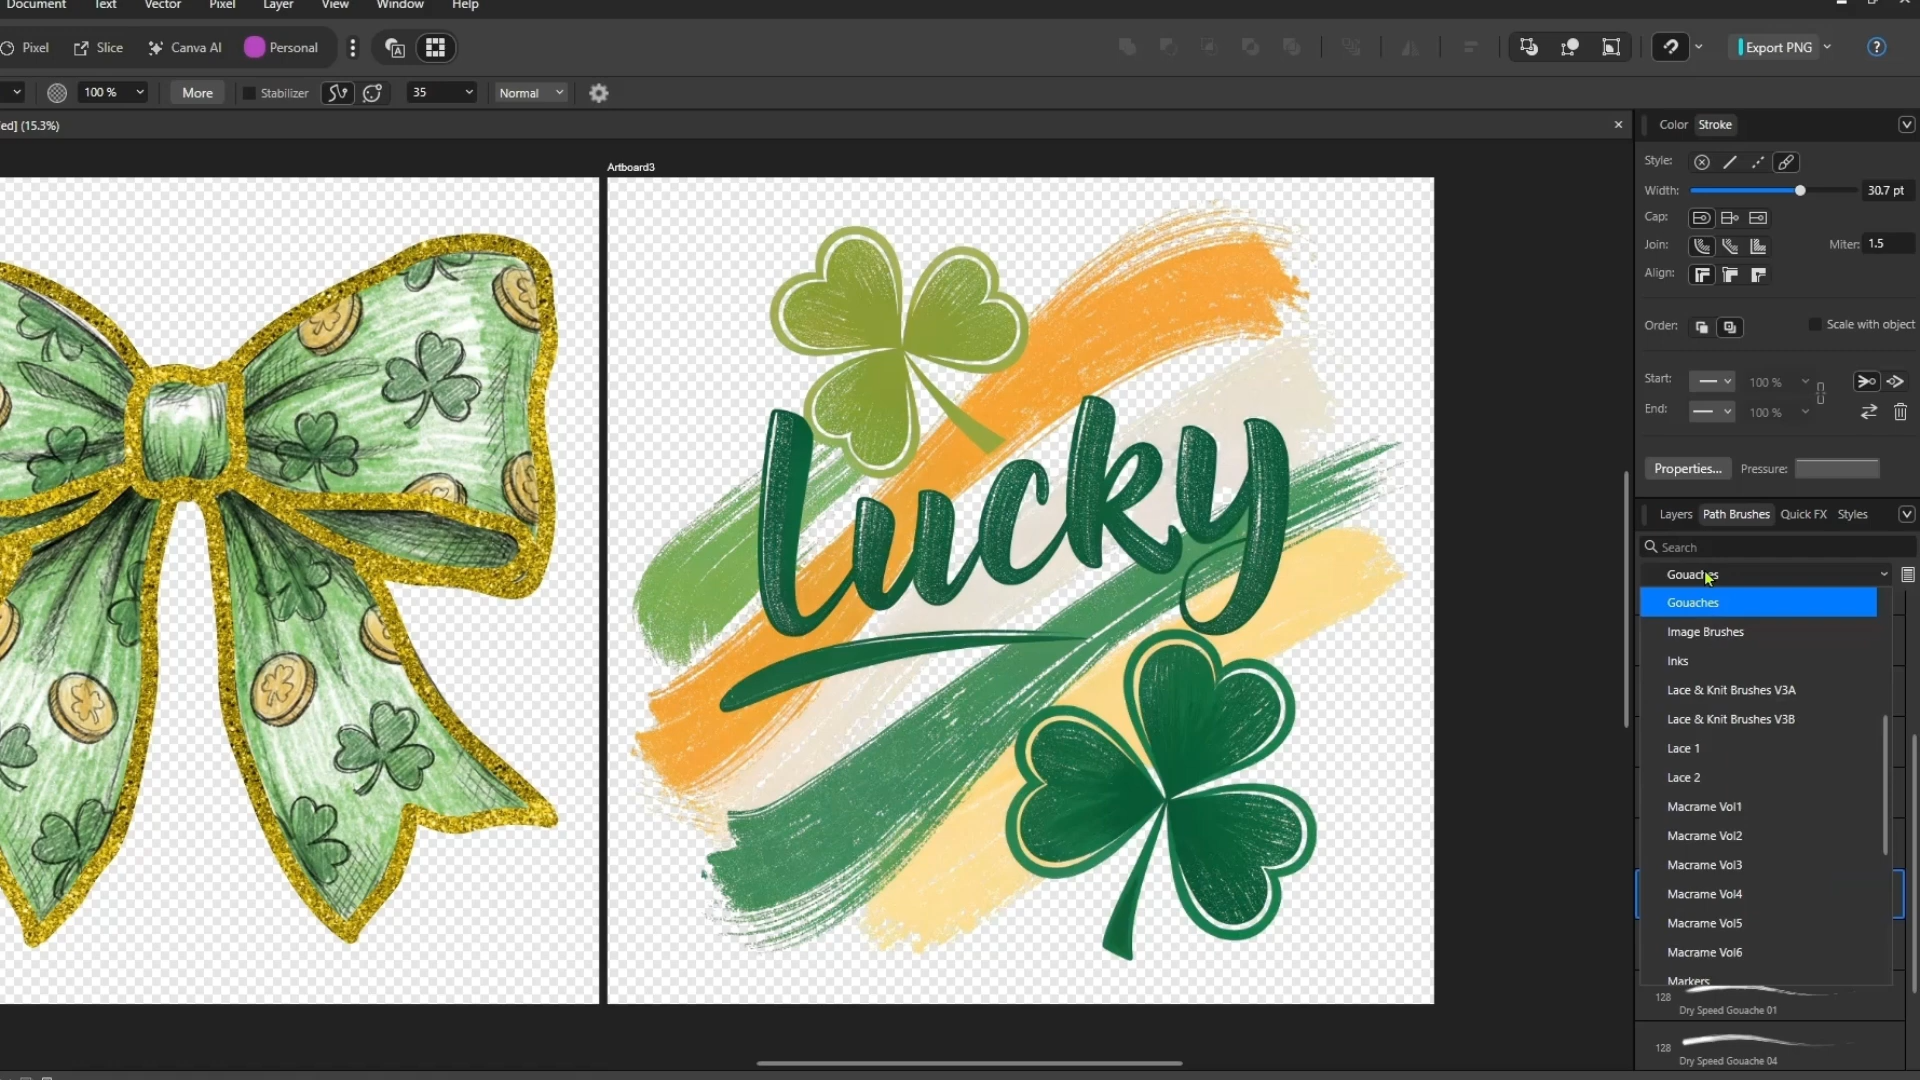 Document Text Vector Pixel Layer View Window Help
Pixel Slice Canva AI Personal Export PNG ?
100 % More Stabilizer 35 Normal
ed] (15.3%)
Color Stroke
Artboard3
Style:
Width: 30.7 pt
Cap:
Join: Miter: 1.5
Align:
Order: Scale with object
Start: 100 %
End: 100 %
Properties... Pressure:
Layers Path Brushes Quick FX Styles
Search
Gouaches
Gouaches
Image Brushes
Inks
Lace & Knit Brushes V3A
Lace & Knit Brushes V3B
Lace 1
Lace 2
Macrame Vol1
Macrame Vol2
Macrame Vol3
Macrame Vol4
Macrame Vol5
Macrame Vol6
Markers
128
Dry Speed Gouache 01
128
Dry Speed Gouache 04
Lucky